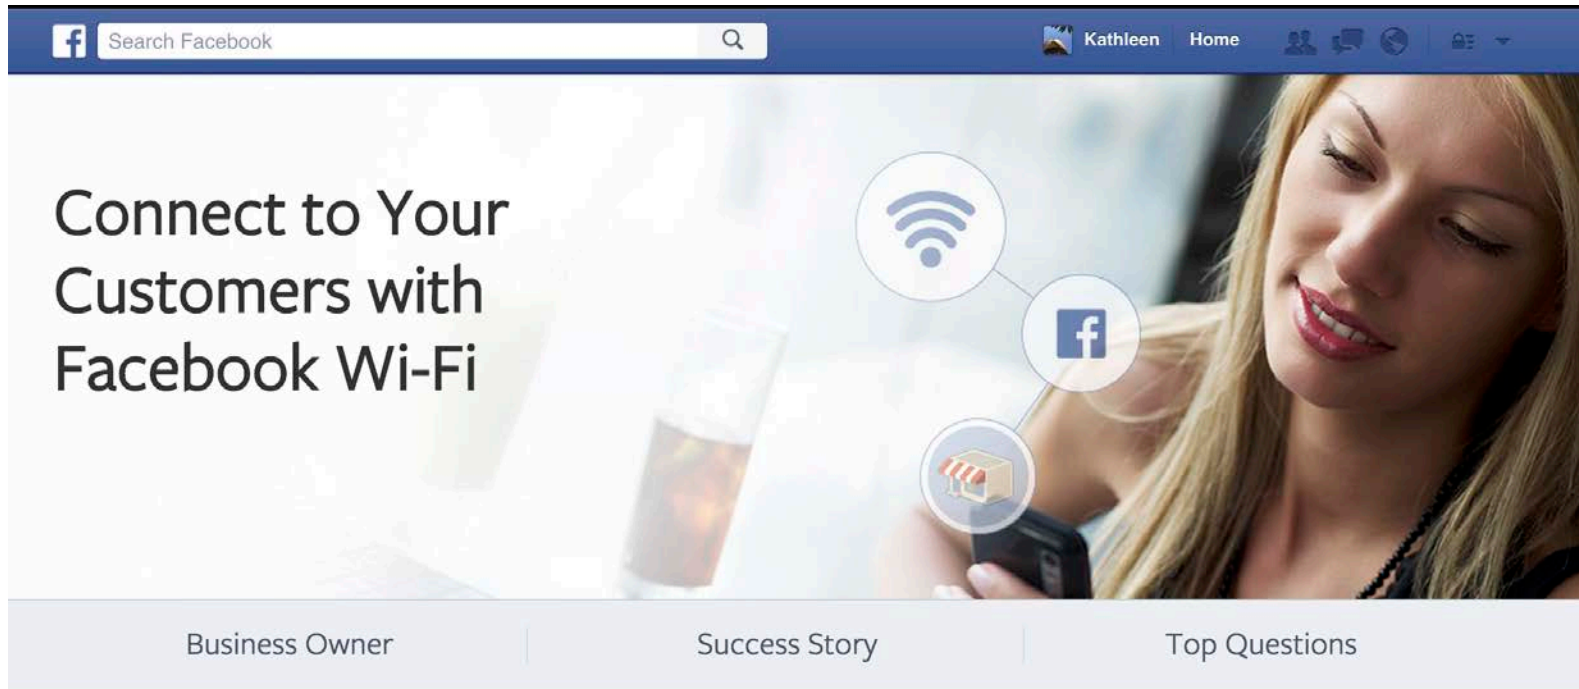 Search Facebook
Kathleen Home
Connect to Your
Customers with
Facebook Wi-Fi
Business Owner
Success Story
Top Questions